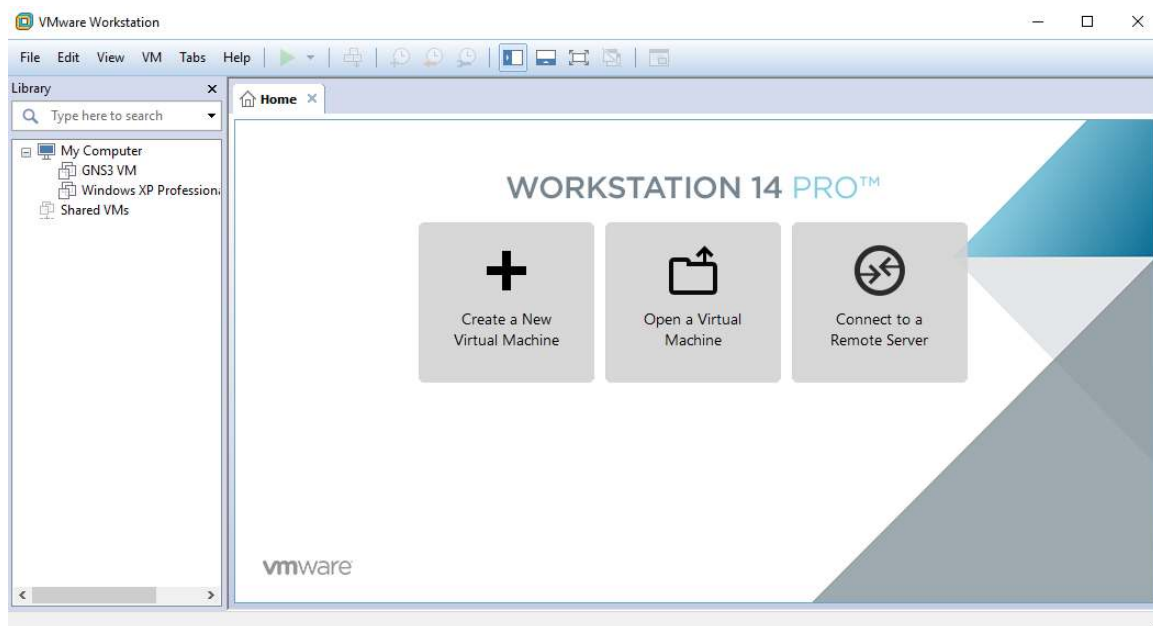 VMware Workstation
File Edit View VM Tabs Help
Library
Home
Type here to search
My Computer
GNS3 VM
Windows XP Professiona
Shared VMs
WORKSTATION 14 PRO™
Create a New
Virtual Machine
Open a Virtual
Machine
Connect to a
Remote Server
vmware